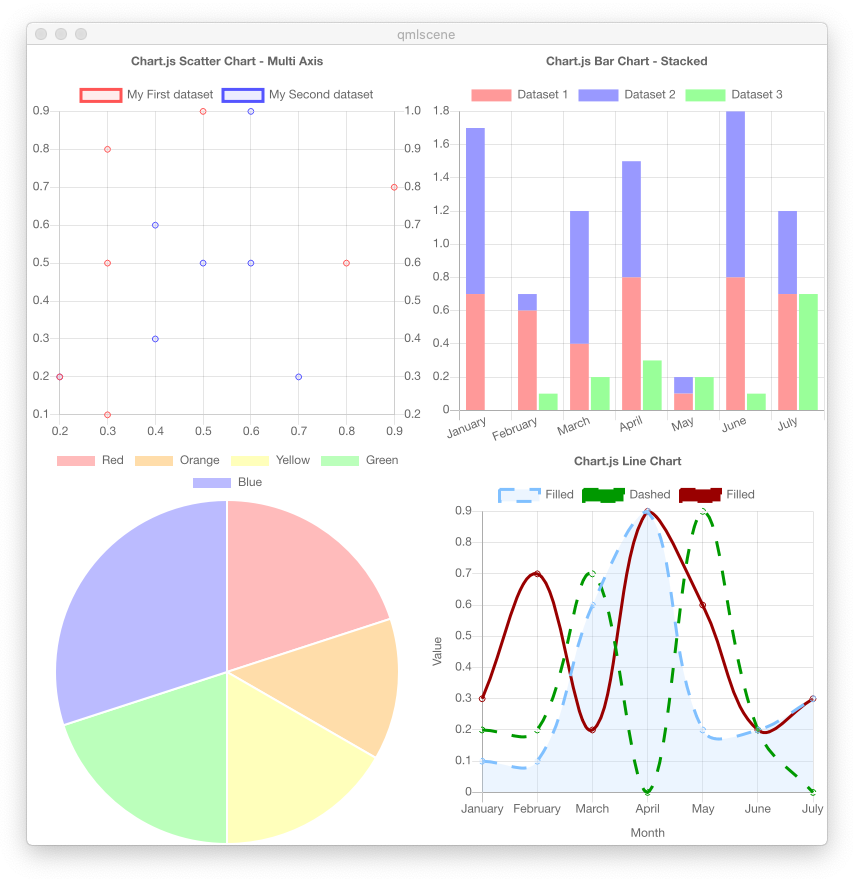 qmlscene
Chart.js Scatter Chart - Multi Axis
My First dataset My Second dataset
0.9 1.0
0.8 0.9
0.7 0.8
0.6 0.7
0.5 0.6
0.4 0.5
0.3 0.4
0.2 0.3
0.1 0.2
0.2 0.3 0.4 0.5 0.6 0.7 0.8 0.9
Chart.js Bar Chart - Stacked
Dataset 1 Dataset 2 Dataset 3
1.8
1.6
1.4
1.2
1.0
0.8
0.6
0.4
0.2
0
January February March April May June July
Red Orange Yellow Green
Blue
Chart.js Line Chart
Filled Dashed Filled
0.9
0.8
0.7
0.6
0.5
0.4
0.3
0.2
0.1
0
Value
January February March April May June July
Month